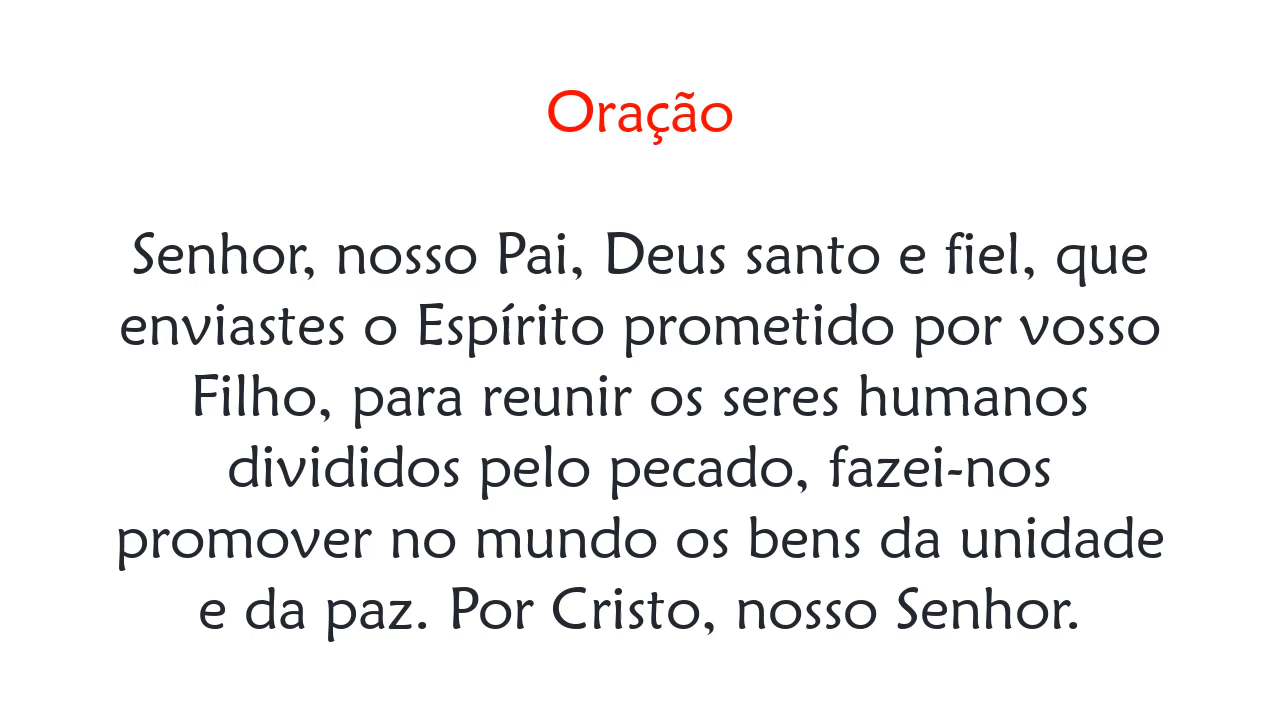 Oração
Senhor, nosso Pai, Deus santo e fiel, que
enviastes o Espírito prometido por vosso
Filho, para reunir os seres humanos
divididos pelo pecado, fazei-nos
promover no mundo os bens da unidade
e da paz. Por Cristo, nosso Senhor.